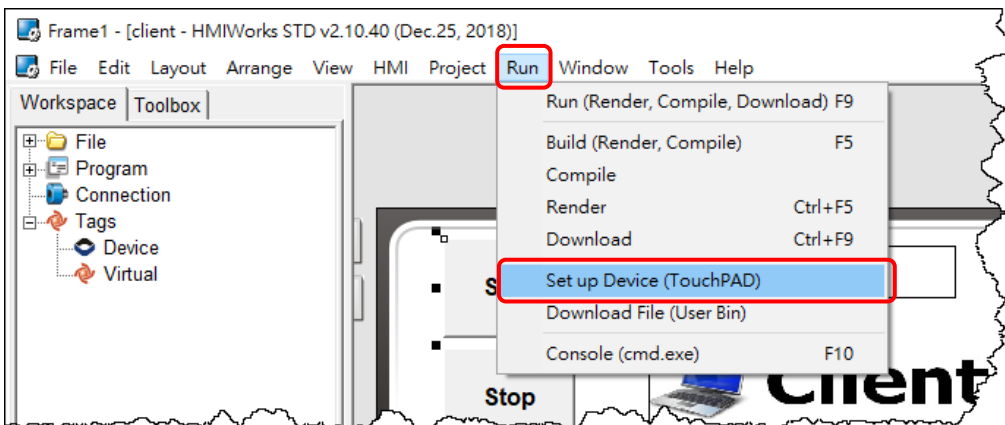 Frame1 - [client - HMIWorks STD v2.10.40 (Dec.25, 2018)]
File Edit Layout Arrange View HMI Project Run Window Tools Help
Workspace Toolbox
Run (Render, Compile, Download) F9
File
Build (Render, Compile) F5
Program
Compile
Connection
Render Ctrl+F5
Tags
Download Ctrl+F9
Device
Virtual
Set up Device (TouchPAD)
Download File (User Bin)
Console (cmd.exe) F10
Stop
Client